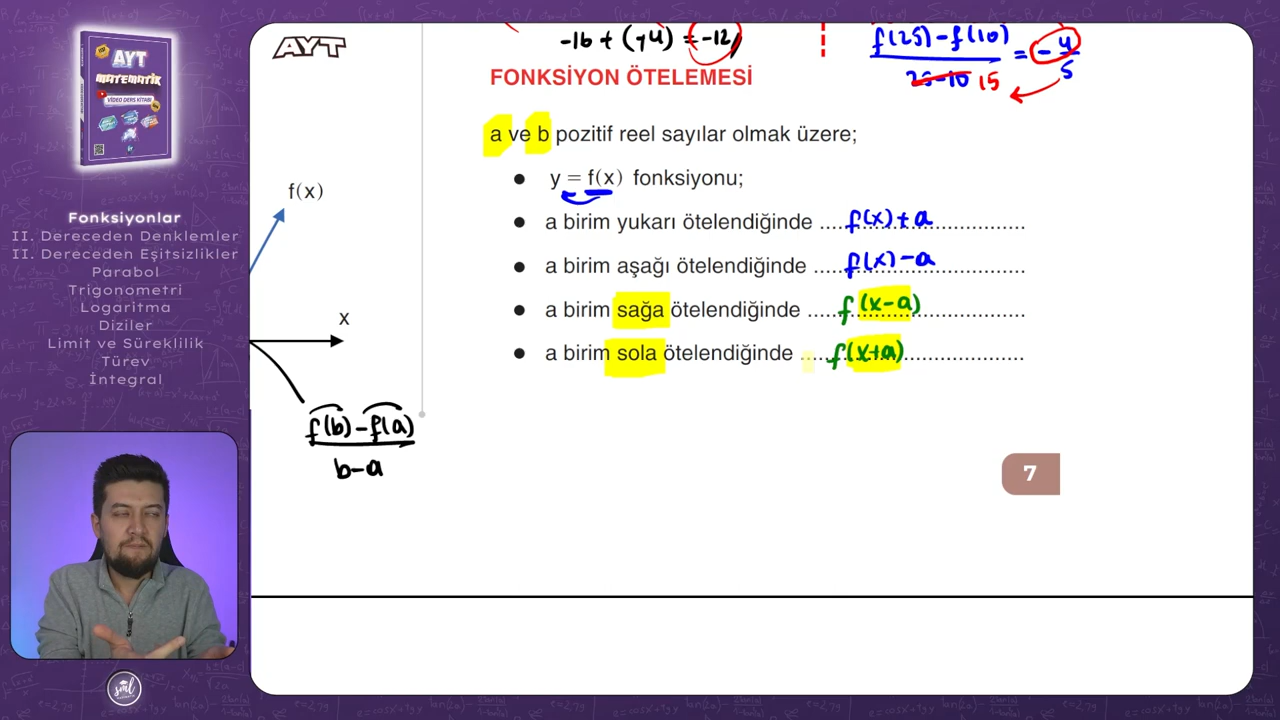 AYT
AYT
MATEMATİK
VİDEO DERS KİTABI
Fonksiyonlar
II. Dereceden Denklemler
II. Dereceden Eşitsizlikler
Parabol
Trigonometri
Logaritma
Diziler
Limit ve Süreklilik
Türev
İntegral
sml
f(x)
x
f(b)-f(a)
b-a
-16+(+4)=-12
f(25)-f(10)
25-10 15
= -4
5
FONKSİYON ÖTELEMESİ
a ve b pozitif reel sayılar olmak üzere;
● y = f(x) fonksiyonu;
● a birim yukarı ötelendiğinde .....f(x)+a.....................
● a birim aşağı ötelendiğinde .....f(x)-a.....................
● a birim sağa ötelendiğinde .....f(x-a).....................
● a birim sola ötelendiğinde .....f(x+a).....................
7